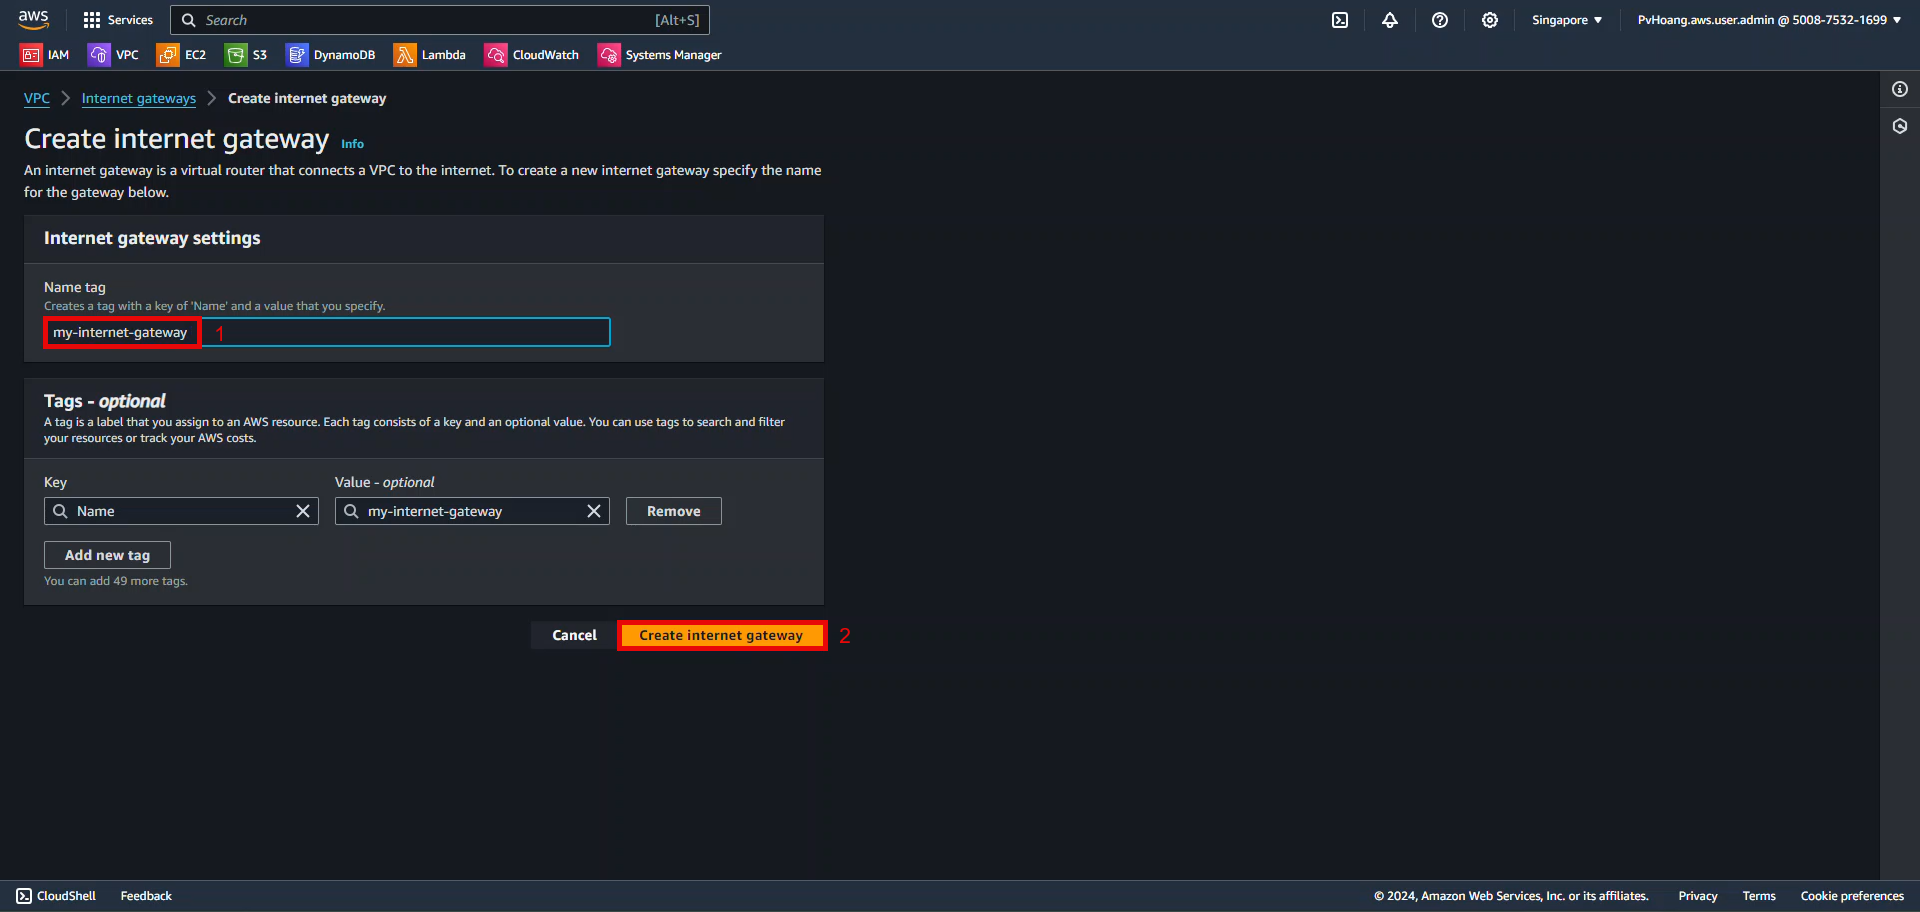 aws
Services
Search [Alt+S]
Singapore
PvHoang.aws.user.admin @ 5008-7532-1699
IAM
VPC
EC2
S3
DynamoDB
Lambda
CloudWatch
Systems Manager
VPC
Internet gateways
Create internet gateway
Create internet gateway Info
An internet gateway is a virtual router that connects a VPC to the internet. To create a new internet gateway specify the name
for the gateway below.
Internet gateway settings
Name tag
Creates a tag with a key of 'Name' and a value that you specify.
my-internet-gateway 1
Tags - optional
A tag is a label that you assign to an AWS resource. Each tag consists of a key and an optional value. You can use tags to search and filter
your resources or track your AWS costs.
Key
Value - optional
Name
my-internet-gateway
Remove
Add new tag
You can add 49 more tags.
Cancel
Create internet gateway 2
CloudShell
Feedback
© 2024, Amazon Web Services, Inc. or its affiliates.
Privacy
Terms
Cookie preferences